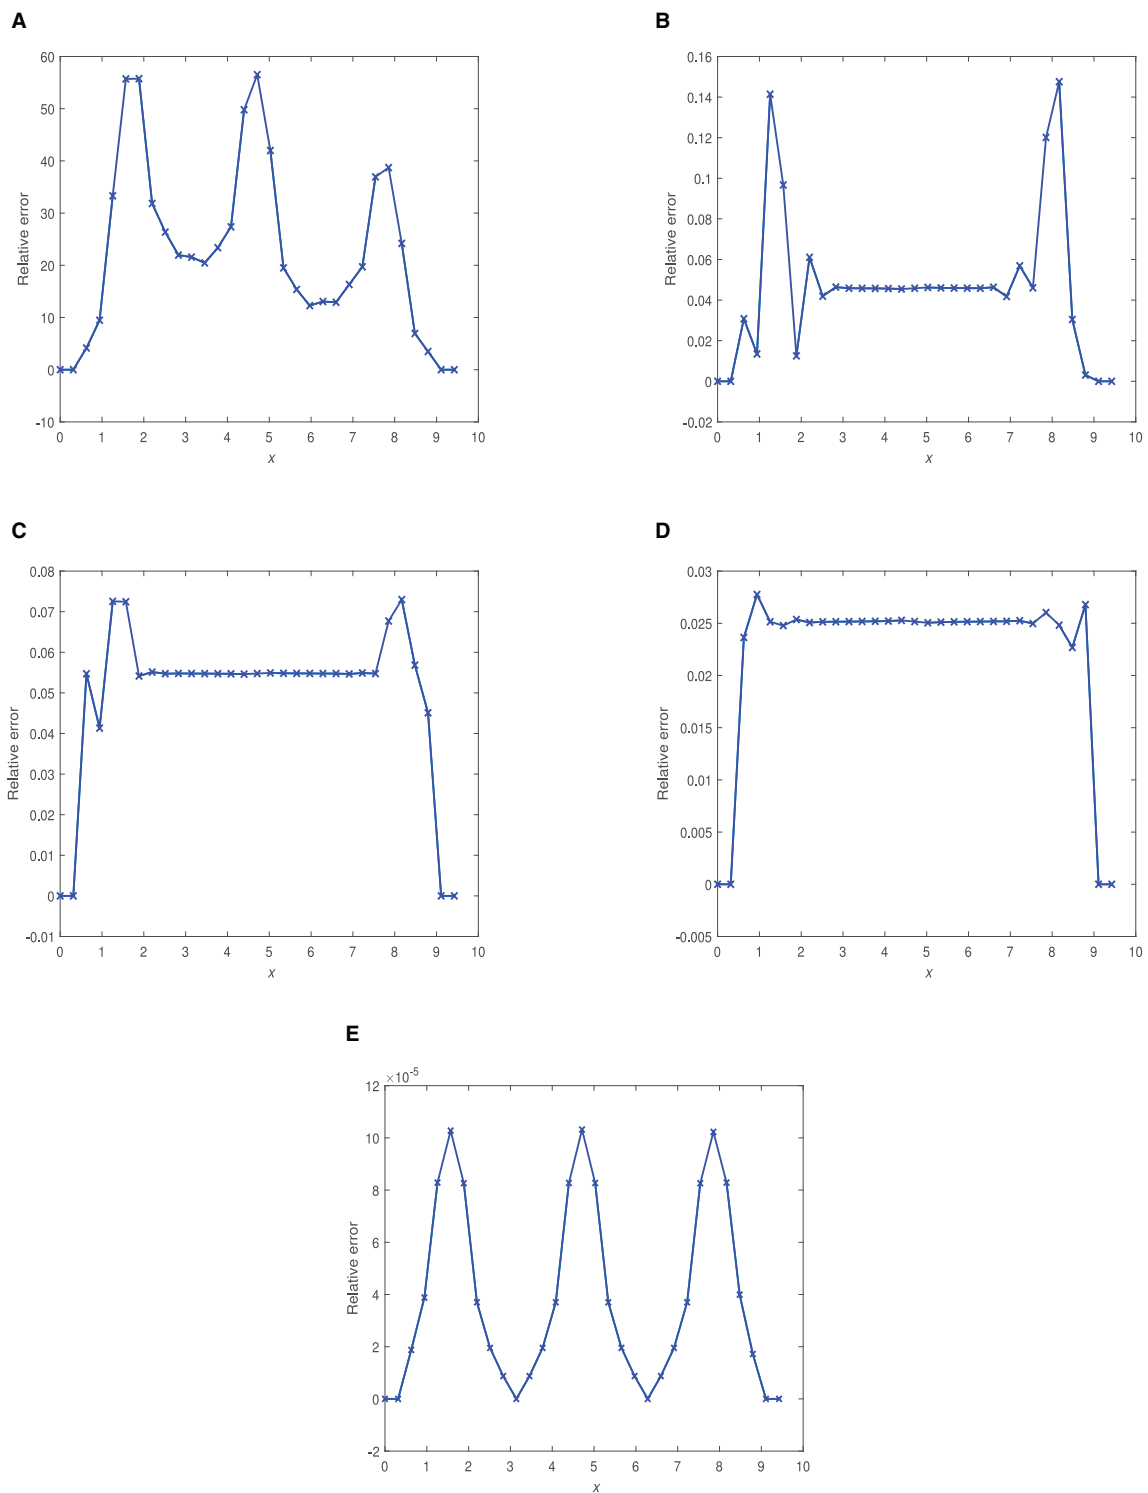 A
60
50
40
30
20
10
0
-10
Relative error
0 1 2 3 4 5 6 7 8 9 10
x
B
0.16
0.14
0.12
0.1
0.08
0.06
0.04
0.02
0
-0.02
Relative error
0 1 2 3 4 5 6 7 8 9 10
x
C
0.08
0.07
0.06
0.05
0.04
0.03
0.02
0.01
0
-0.01
Relative error
0 1 2 3 4 5 6 7 8 9 10
x
D
0.03
0.025
0.02
0.015
0.01
0.005
0
-0.005
Relative error
0 1 2 3 4 5 6 7 8 9 10
x
E
×10-5
12
10
8
6
4
2
0
-2
Relative error
0 1 2 3 4 5 6 7 8 9 10
x